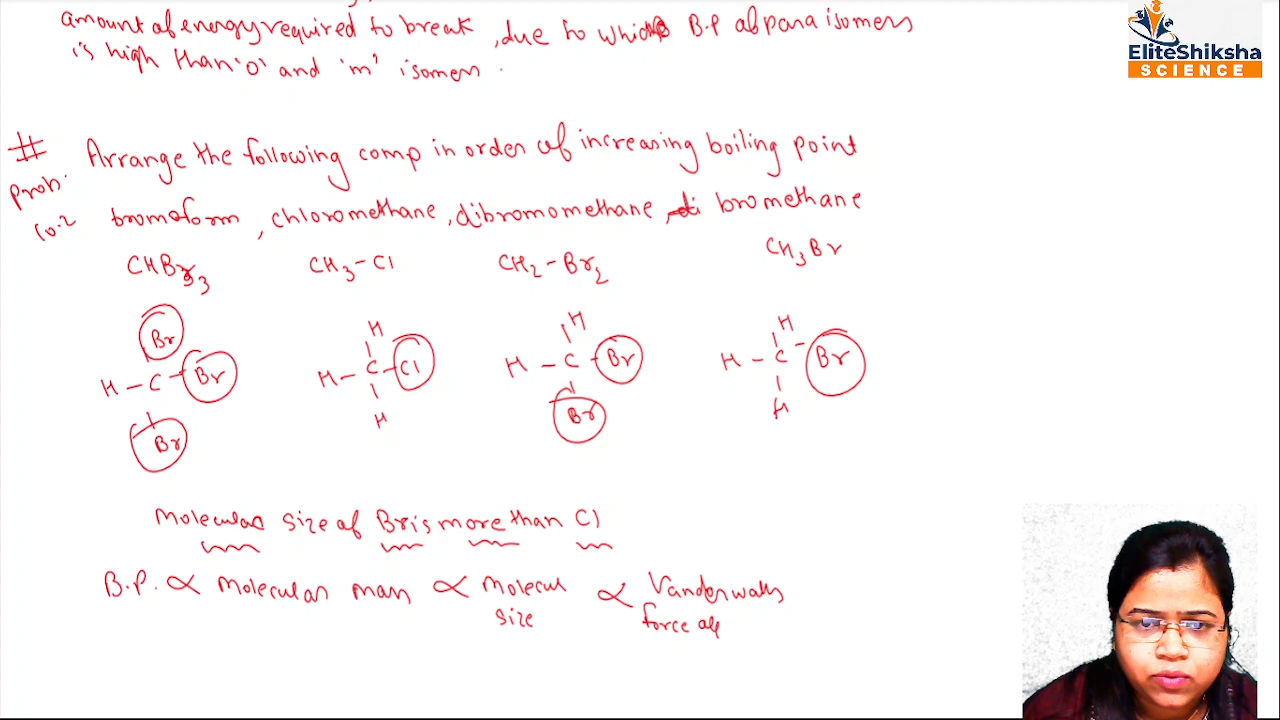 amount of energy required to break, due to which B.P of para isomers
is high than 'o' and 'm' isomers.
EliteShiksha
SCIENCE
# Arrange the following comp in order of increasing boiling point
Prob.
10.2 bromoform, chloromethane, dibromomethane, bromethane
CHBr3 CH3-Cl CH2-Br2 CH3Br
Br H H H
H-C-Br H-C-Cl H-C-Br H-C-Br
Br H Br H
Molecular size of Br is more than Cl
B.P. ∝ molecular mass ∝ Molecul ∝ Vanderwalls
size force of